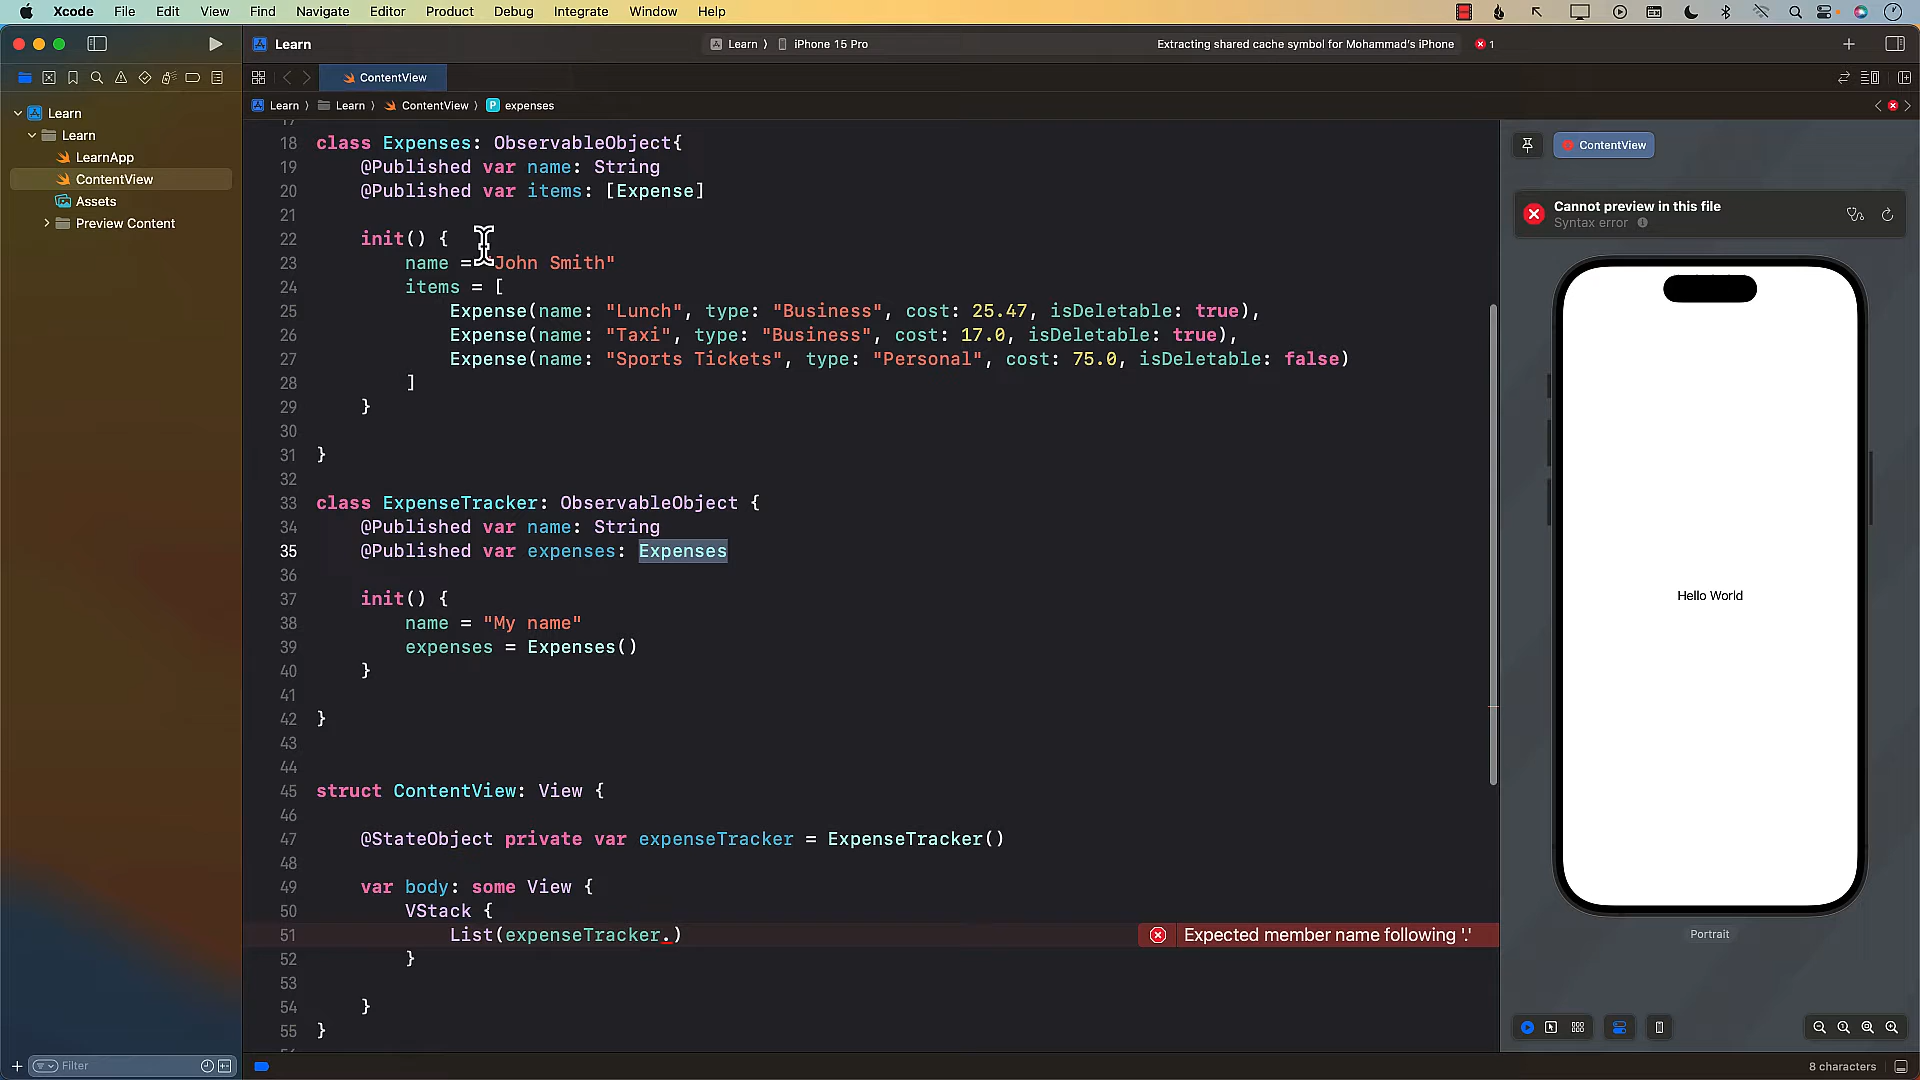 Xcode File Edit View Find Navigate Editor Product Debug Integrate Window Help
Learn
Learn 〉 iPhone 15 Pro
Extracting shared cache symbol for Mohammad's iPhone
1
ContentView
Learn
Learn
LearnApp
ContentView
Assets
Preview Content
Learn 〉 Learn 〉 ContentView 〉 P expenses
17
18 class Expenses: ObservableObject{
19 @Published var name: String
20 @Published var items: [Expense]
21
22 init() {
23 name = "John Smith"
24 items = [
25 Expense(name: "Lunch", type: "Business", cost: 25.47, isDeletable: true),
26 Expense(name: "Taxi", type: "Business", cost: 17.0, isDeletable: true),
27 Expense(name: "Sports Tickets", type: "Personal", cost: 75.0, isDeletable: false)
28 ]
29 }
30
31 }
32
33 class ExpenseTracker: ObservableObject {
34 @Published var name: String
35 @Published var expenses: Expenses
36
37 init() {
38 name = "My name"
39 expenses = Expenses()
40 }
41
42 }
43
44
45 struct ContentView: View {
46
47 @StateObject private var expenseTracker = ExpenseTracker()
48
49 var body: some View {
50 VStack {
51 List(expenseTracker.)
Expected member name following '.'
52 }
53
54 }
55 }
ContentView
Cannot preview in this file
Syntax error
Hello World
Portrait
Filter
8 characters